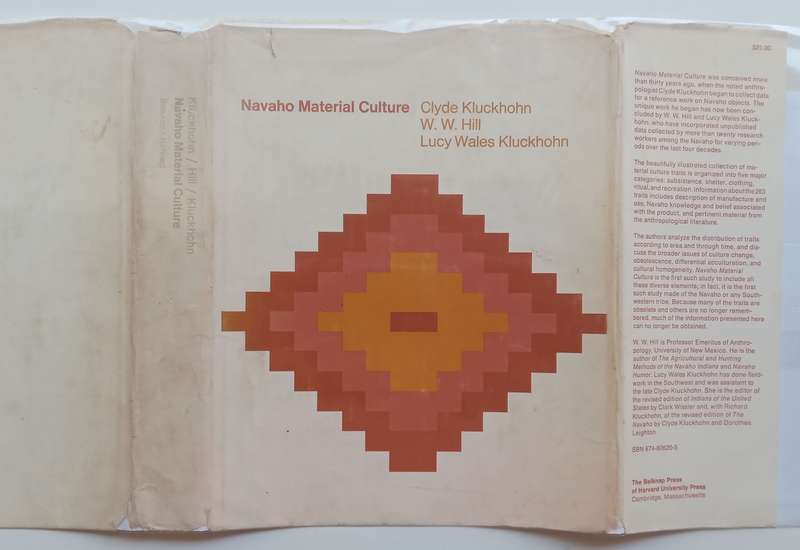 Kluckhohn / Hill / Kluckhohn
Navaho Material Culture
Navaho Material Culture
Clyde Kluckhohn
W. W. Hill
Lucy Wales Kluckhohn
$20.00
Navaho Material Culture was conceived more
than thirty years ago, when the noted anthro-
pologist Clyde Kluckhohn began to collect data
for a reference work on Navaho objects. The
unique work he began has now been con-
cluded by W. W. Hill and Lucy Wales Kluck-
hohn, who have incorporated unpublished
data collected by more than twenty research
workers among the Navaho for varying peri-
ods over the last four decades.
The beautifully illustrated collection of ma-
terial culture traits is organized into five major
categories: subsistence, shelter, clothing,
ritual, and recreation. Information about the 263
traits includes description of manufacture and
use, Navaho knowledge and belief associated
with the product, and pertinent material from
the anthropological literature.
The authors analyze the distribution of traits
according to area and through time, and dis-
cuss the broader issues of culture change,
obsolescence, differential acculturation, and
cultural homogeneity. Navaho Material
Culture is the first such study to include all
these diverse elements; in fact, it is the first
such study made of the Navaho or any South-
western tribe. Because many of the traits are
obsolete and others are no longer remem-
bered, much of the information presented here
can no longer be obtained.
W. W. Hill is Professor Emeritus of Anthro-
pology, University of New Mexico. He is the
author of The Agricultural and Hunting
Methods of the Navaho Indians and Navaho
Humor. Lucy Wales Kluckhohn has done field-
work in the Southwest and was assistant to
the late Clyde Kluckhohn. She is the editor of
the revised edition of Indians of the United
States by Clark Wissler and, with Richard
Kluckhohn, of the revised edition of The
Navaho by Clyde Kluckhohn and Dorothea
Leighton.
SBN 674-60620-3
The Belknap Press
of Harvard University Press
Cambridge, Massachusetts